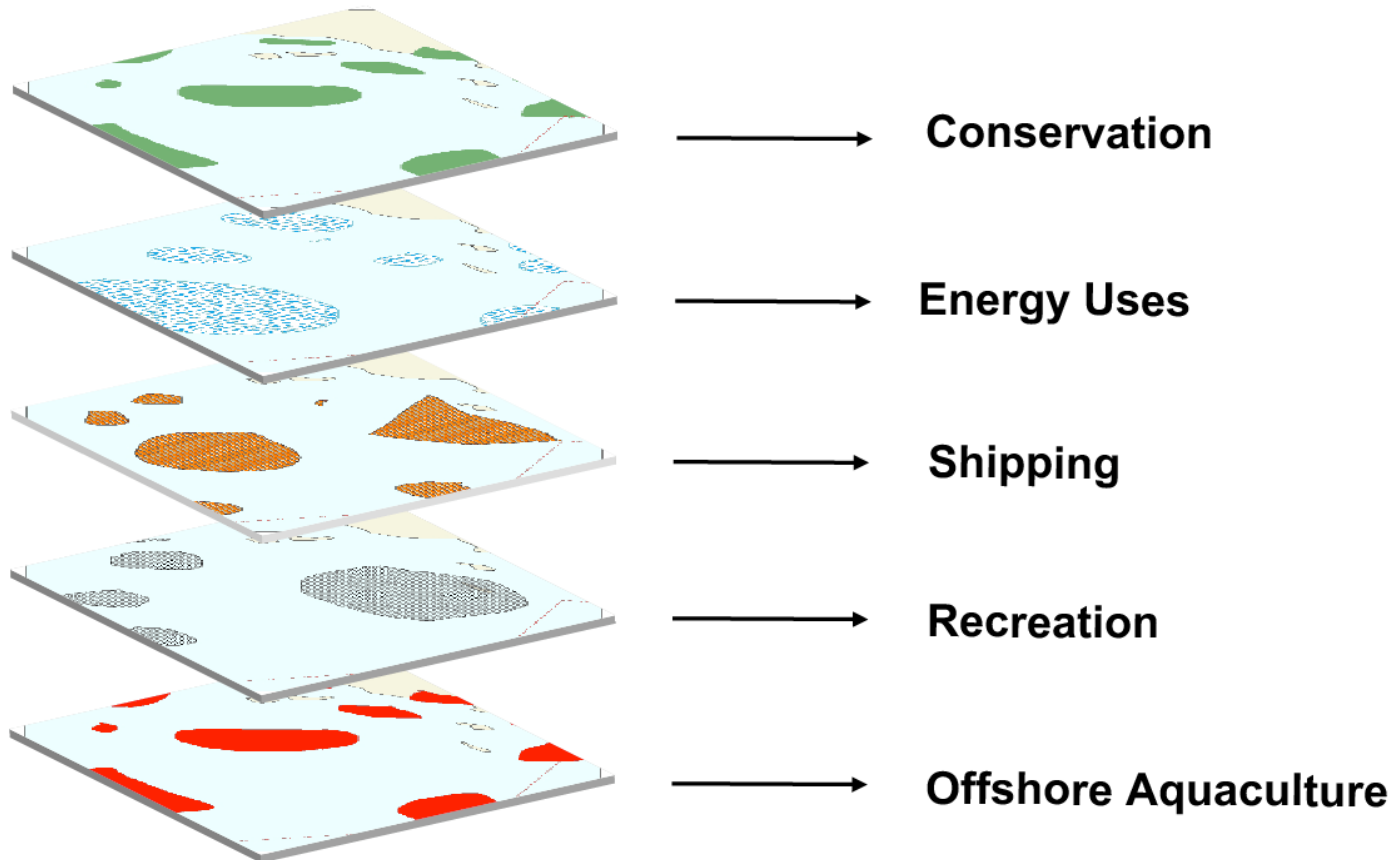 Conservation
Energy Uses
Shipping
Recreation
Offshore Aquaculture